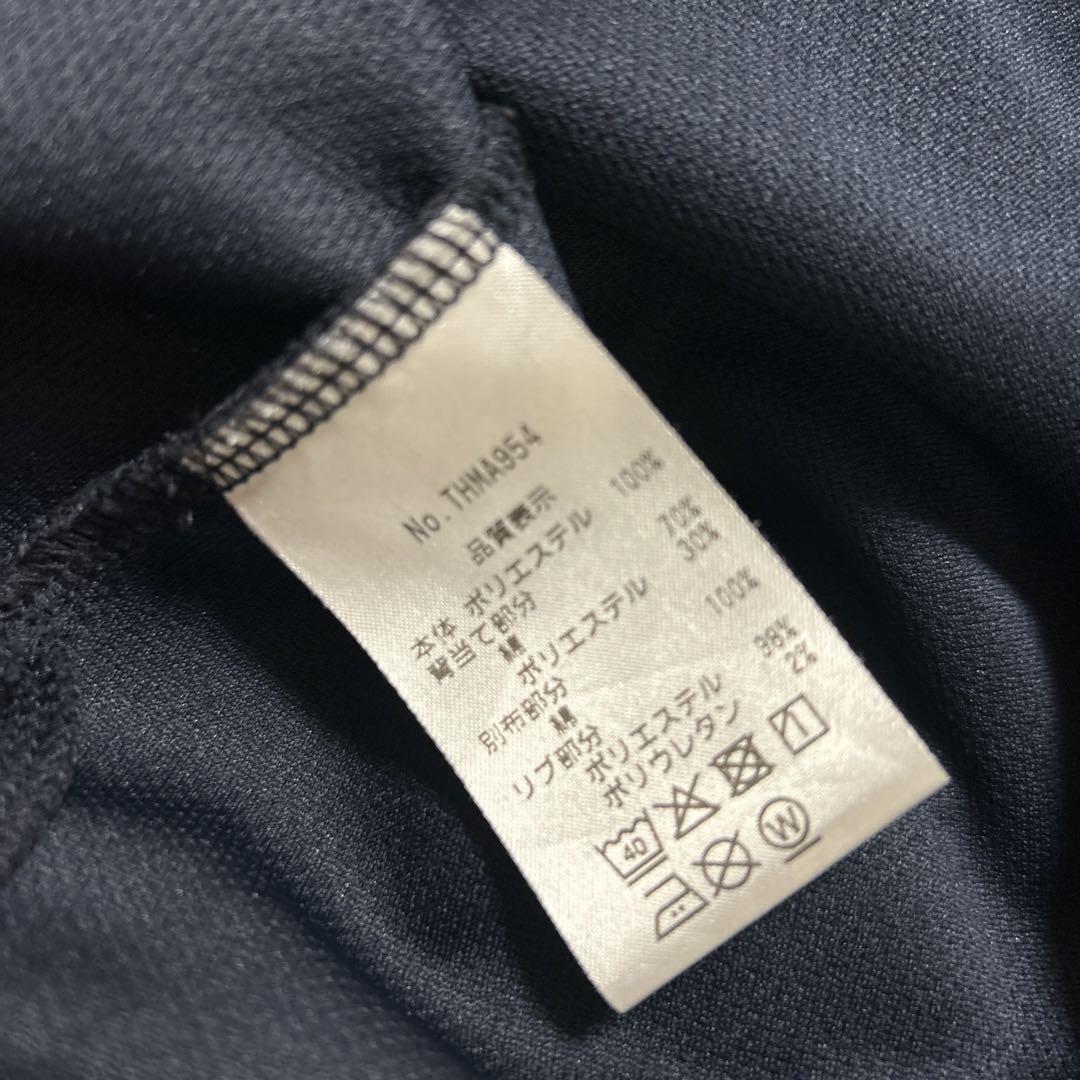 No.THMA954
品質表示
本体 ポリエステル 100%
背当て部分
綿 70%
ポリエステル 30%
別布部分
綿 100%
リブ部分
ポリエステル 98%
ポリウレタン 2%
40
W